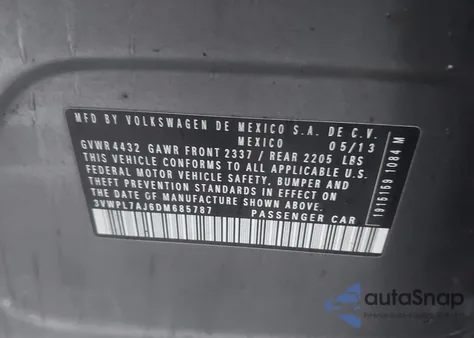 MFD BY VOLKSWAGEN DE MEXICO S.A. DE C.V.
MEXICO 05/13
GVWR 4432 GAWR FRONT 2337 / REAR 2205 LBS
THIS VEHICLE CONFORMS TO ALL APPLICABLE U.S.
FEDERAL MOTOR VEHICLE SAFETY, BUMPER AND
THEFT PREVENTION STANDARDS IN EFFECT ON
THE DATE OF MANUFACTURE SHOWN ABOVE.
3VWPL7AJ6DM685787 PASSENGER CAR
1915159 1084 M
autoSnap